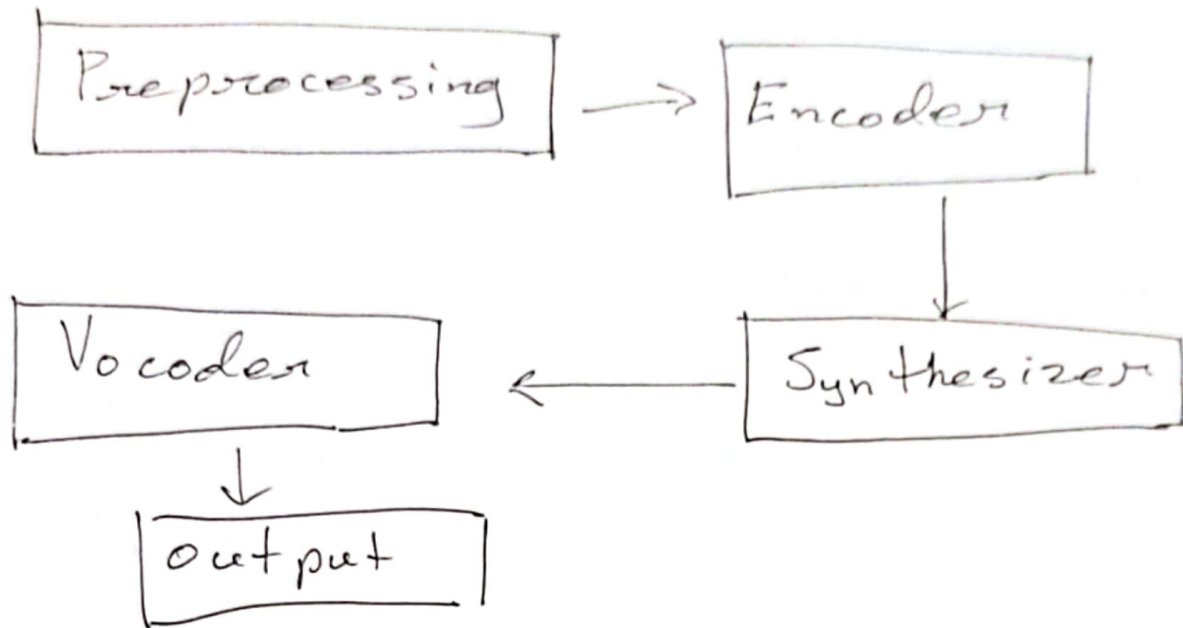 Preprocessing
Encoder
Synthesizer
Vocoder
output